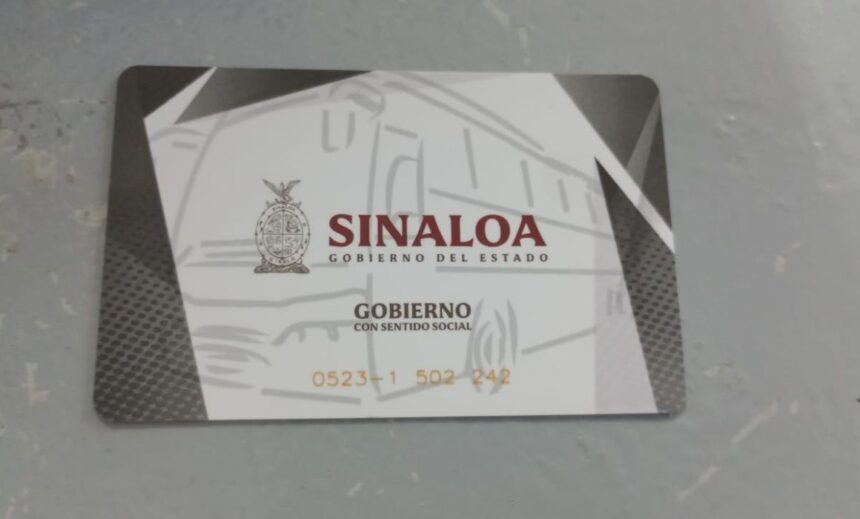 SINALOA
GOBIERNO DEL ESTADO
GOBIERNO
CON SENTIDO SOCIAL
0523-1 502 242